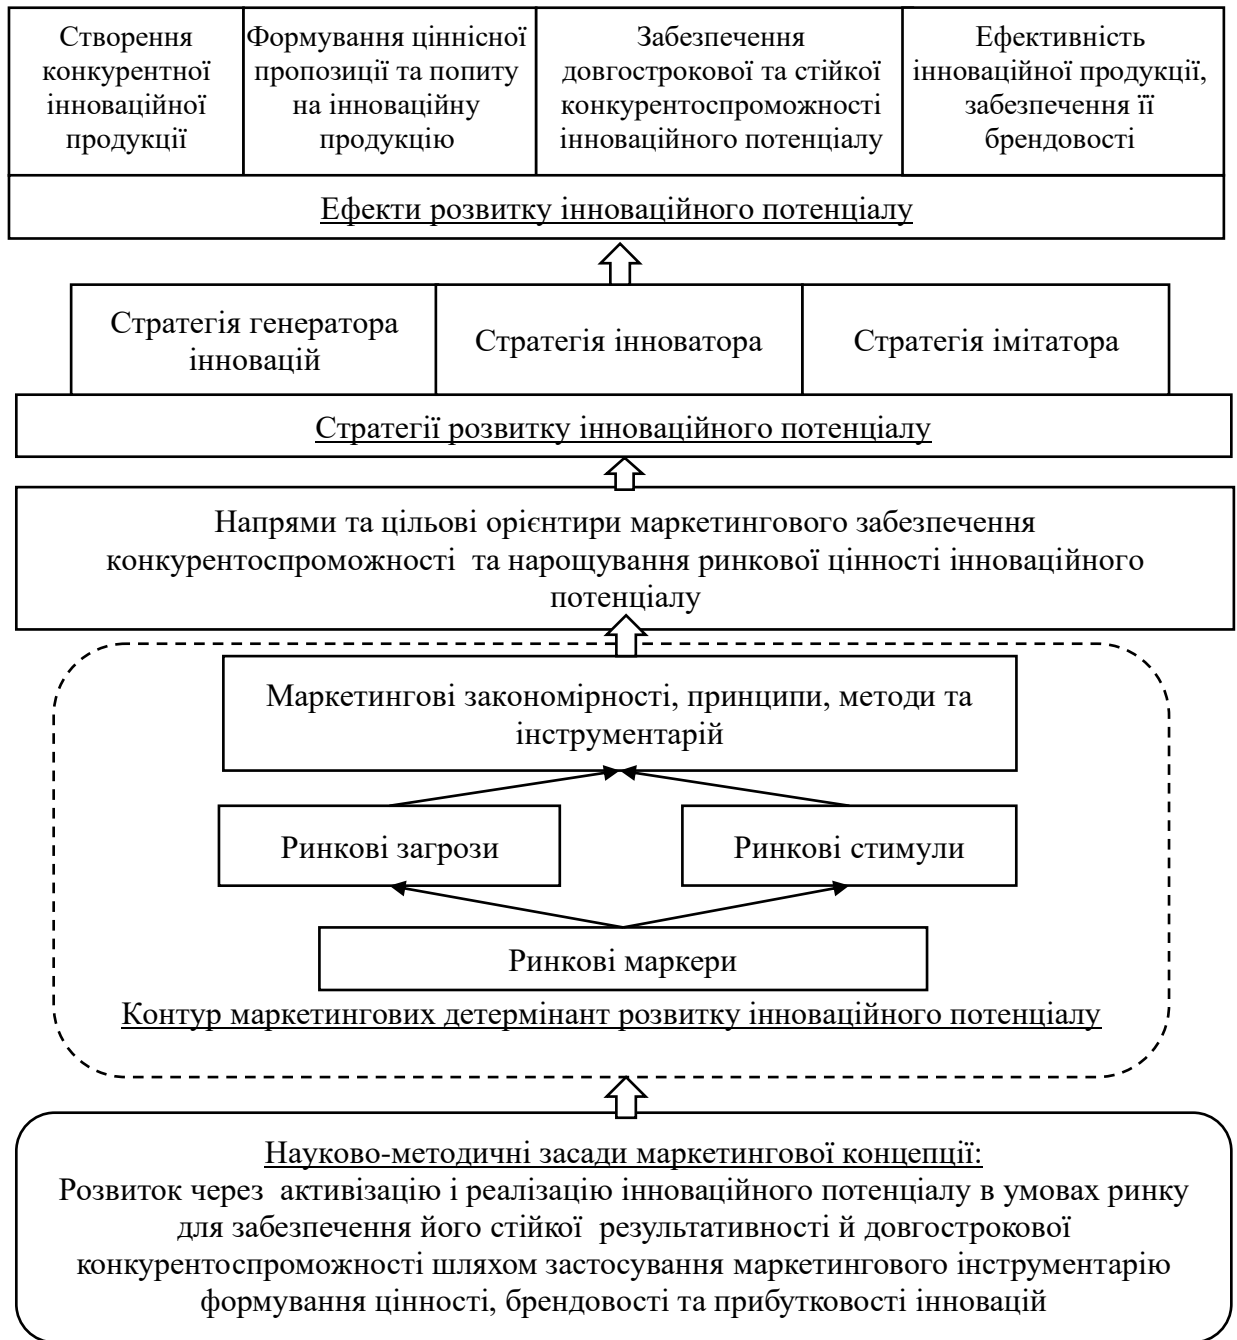 Створення
конкурентної
інноваційної
продукції
Формування ціннісної
пропозиції та попиту
на інноваційну
продукцію
Забезпечення
довгострокової та стійкої
конкурентоспроможності
інноваційного потенціалу
Ефективність
інноваційної продукції,
забезпечення її
брендовості
Ефекти розвитку інноваційного потенціалу
Стратегія генератора
інновацій
Стратегія інноватора
Стратегія імітатора
Стратегії розвитку інноваційного потенціалу
Напрями та цільові орієнтири маркетингового забезпечення
конкурентоспроможності та нарощування ринкової цінності інноваційного
потенціалу
Маркетингові закономірності, принципи, методи та
інструментарій
Ринкові загрози
Ринкові стимули
Ринкові маркери
Контур маркетингових детермінант розвитку інноваційного потенціалу
Науково-методичні засади маркетингової концепції:
Розвиток через активізацію і реалізацію інноваційного потенціалу в умовах ринку
для забезпечення його стійкої результативності й довгострокової
конкурентоспроможності шляхом застосування маркетингового інструментарію
формування цінності, брендовості та прибутковості інновацій